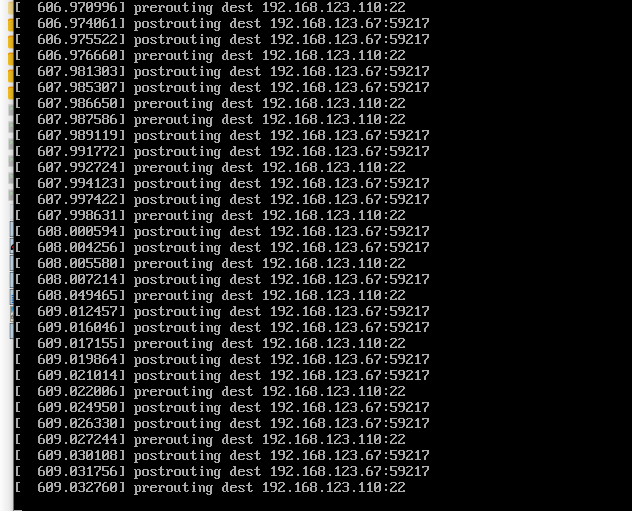 [  606.970996] prerouting dest 192.168.123.110:22
[  606.974061] postrouting dest 192.168.123.67:59217
[  606.975522] postrouting dest 192.168.123.67:59217
[  606.976660] prerouting dest 192.168.123.110:22
[  607.981303] postrouting dest 192.168.123.67:59217
[  607.985307] postrouting dest 192.168.123.67:59217
[  607.986650] prerouting dest 192.168.123.110:22
[  607.987586] prerouting dest 192.168.123.110:22
[  607.989119] postrouting dest 192.168.123.67:59217
[  607.991772] postrouting dest 192.168.123.67:59217
[  607.992724] prerouting dest 192.168.123.110:22
[  607.994123] postrouting dest 192.168.123.67:59217
[  607.997422] postrouting dest 192.168.123.67:59217
[  607.998631] prerouting dest 192.168.123.110:22
[  608.000594] postrouting dest 192.168.123.67:59217
[  608.004256] postrouting dest 192.168.123.67:59217
[  608.005580] prerouting dest 192.168.123.110:22
[  608.007214] postrouting dest 192.168.123.67:59217
[  608.049465] prerouting dest 192.168.123.110:22
[  609.012457] postrouting dest 192.168.123.67:59217
[  609.016046] postrouting dest 192.168.123.67:59217
[  609.017155] prerouting dest 192.168.123.110:22
[  609.019864] postrouting dest 192.168.123.67:59217
[  609.021014] postrouting dest 192.168.123.67:59217
[  609.022006] prerouting dest 192.168.123.110:22
[  609.024950] postrouting dest 192.168.123.67:59217
[  609.026330] postrouting dest 192.168.123.67:59217
[  609.027244] prerouting dest 192.168.123.110:22
[  609.030108] postrouting dest 192.168.123.67:59217
[  609.031756] postrouting dest 192.168.123.67:59217
[  609.032760] prerouting dest 192.168.123.110:22